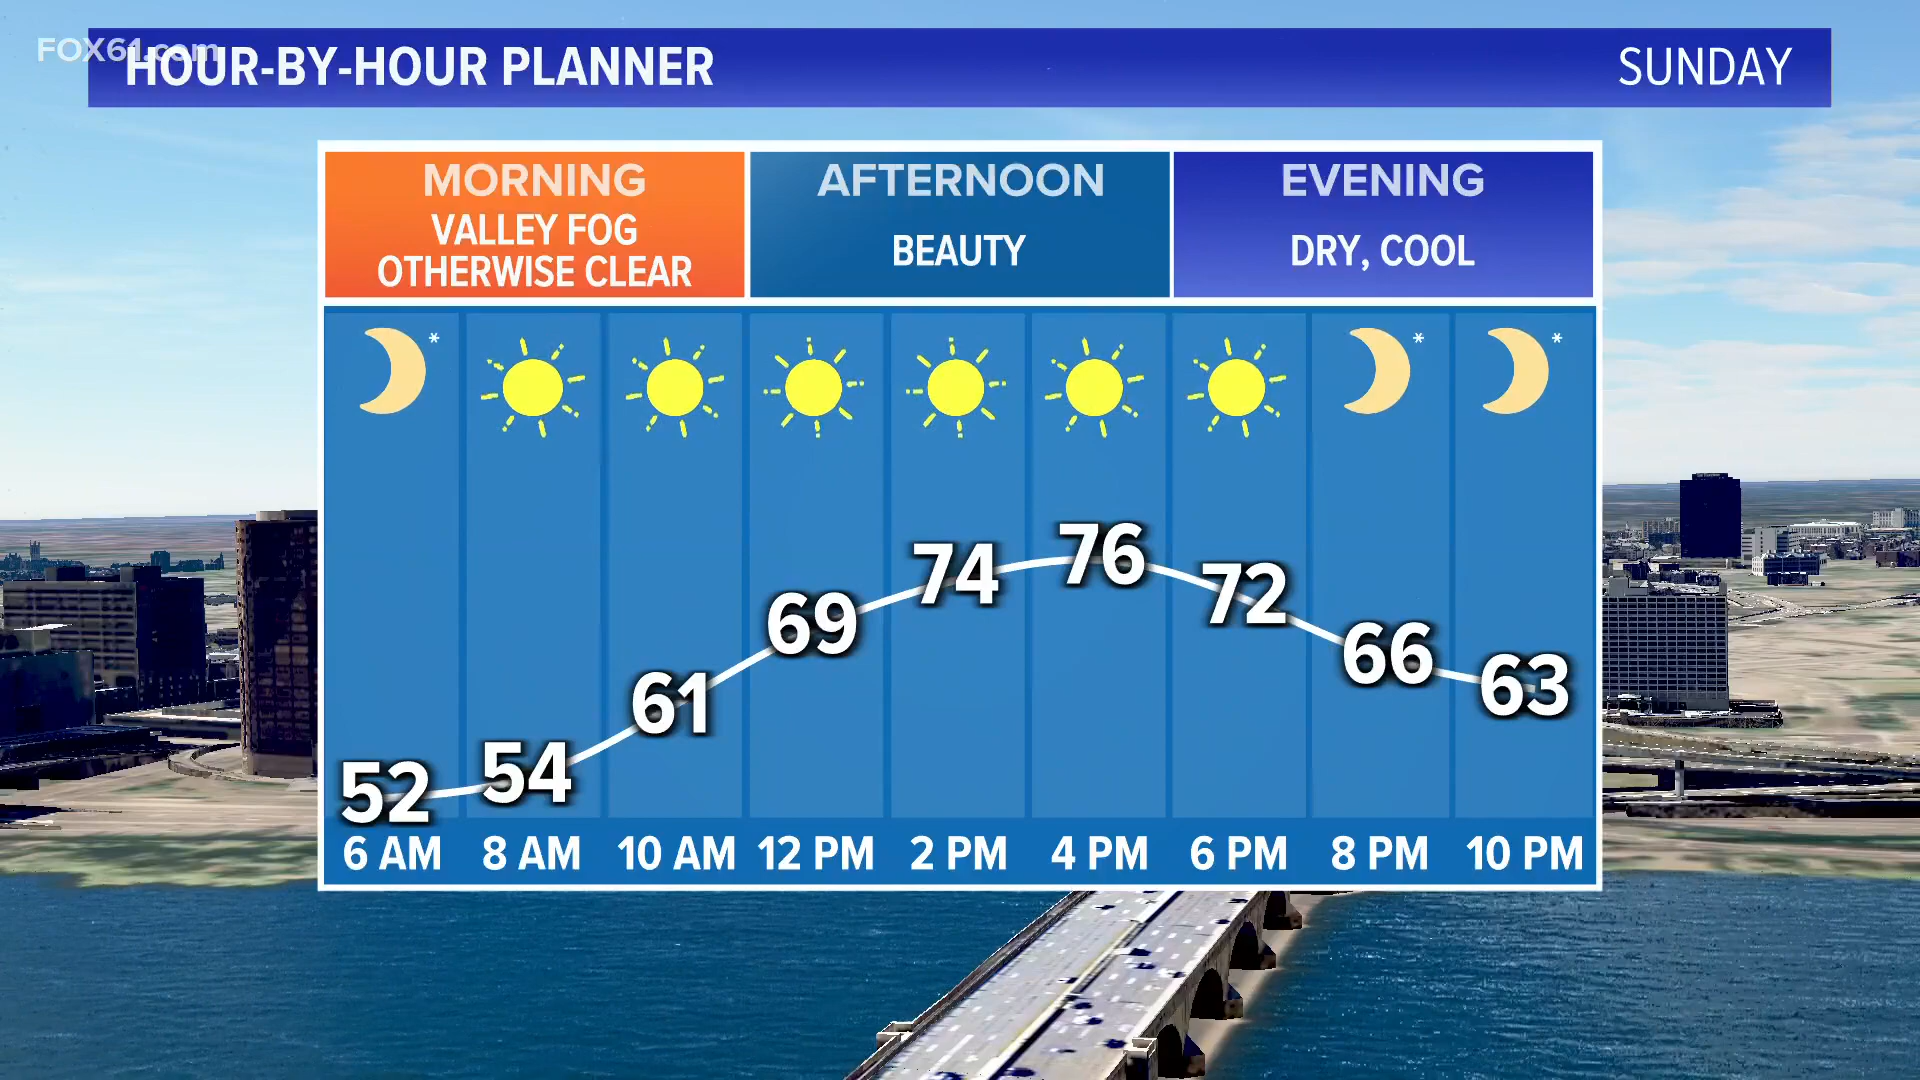 FOX61.com
HOUR-BY-HOUR PLANNER
SUNDAY
MORNING
VALLEY FOG
OTHERWISE CLEAR
AFTERNOON
BEAUTY
EVENING
DRY, COOL
52 54 61 69 74 76 72 66 63
6 AM 8 AM 10 AM 12 PM 2 PM 4 PM 6 PM 8 PM 10 PM